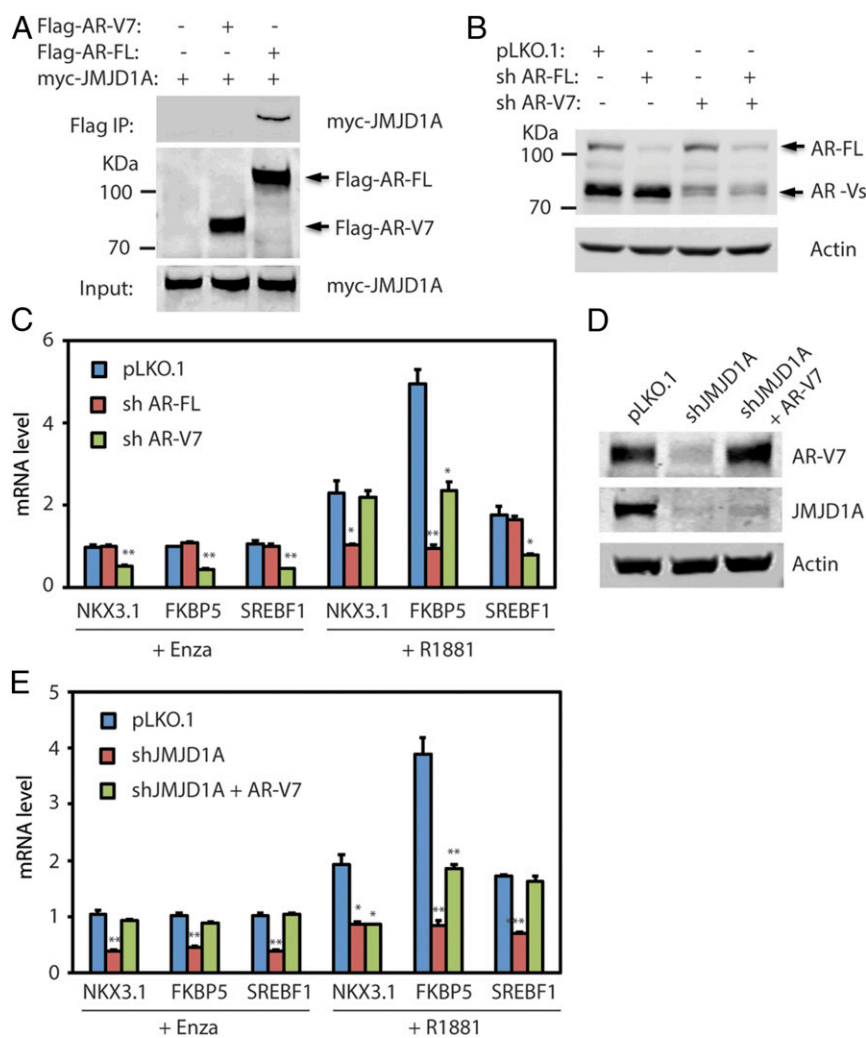 A
Flag-AR-V7: - + -
Flag-AR-FL: - - +
myc-JMJD1A: + + +
Flag IP: myc-JMJD1A
KDa
100
70
Flag-AR-FL
Flag-AR-V7
Input: myc-JMJD1A
B
pLKO.1: + - - -
sh AR-FL: - + - +
sh AR-V7: - - + +
KDa
100
70
AR-FL
AR -Vs
Actin
C
mRNA level
6
4
2
0
pLKO.1
sh AR-FL
sh AR-V7
** ** ** * ** * *
NKX3.1 FKBP5 SREBF1 NKX3.1 FKBP5 SREBF1
+ Enza + R1881
D
pLKO.1
shJMJD1A
shJMJD1A
+ AR-V7
AR-V7
JMJD1A
Actin
E
mRNA level
5
4
3
2
1
0
pLKO.1
shJMJD1A
shJMJD1A + AR-V7
** ** ** * * ** ** ***
NKX3.1 FKBP5 SREBF1 NKX3.1 FKBP5 SREBF1
+ Enza + R1881